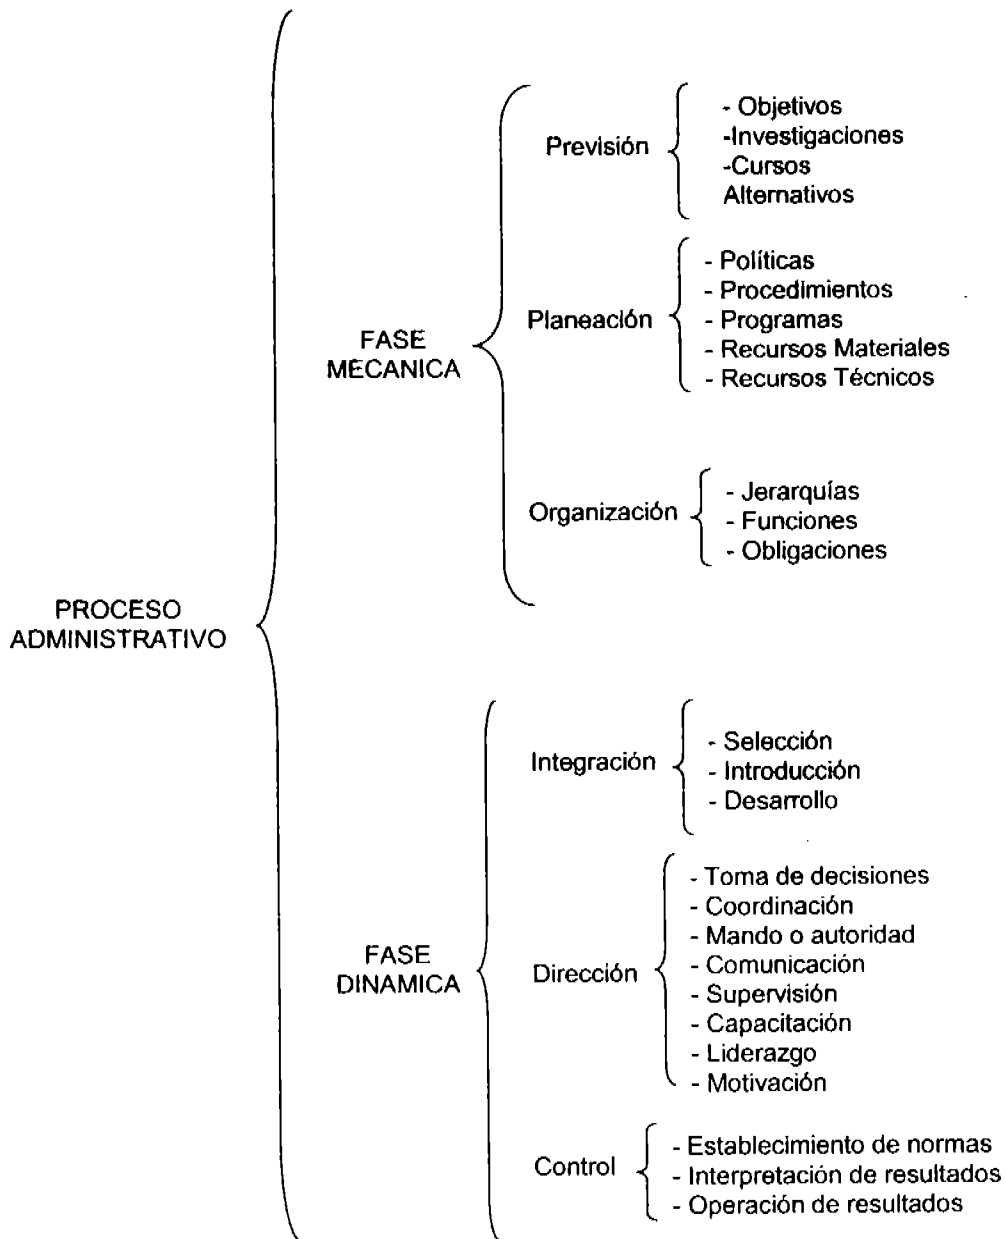 PROCESO
ADMINISTRATIVO
FASE
MECANICA
Previsión
- Objetivos
-Investigaciones
-Cursos
Alternativos
Planeación
- Políticas
- Procedimientos
- Programas
- Recursos Materiales
- Recursos Técnicos
Organización
- Jerarquías
- Funciones
- Obligaciones
FASE
DINAMICA
Integración
- Selección
- Introducción
- Desarrollo
Dirección
- Toma de decisiones
- Coordinación
- Mando o autoridad
- Comunicación
- Supervisión
- Capacitación
- Liderazgo
- Motivación
Control
- Establecimiento de normas
- Interpretación de resultados
- Operación de resultados